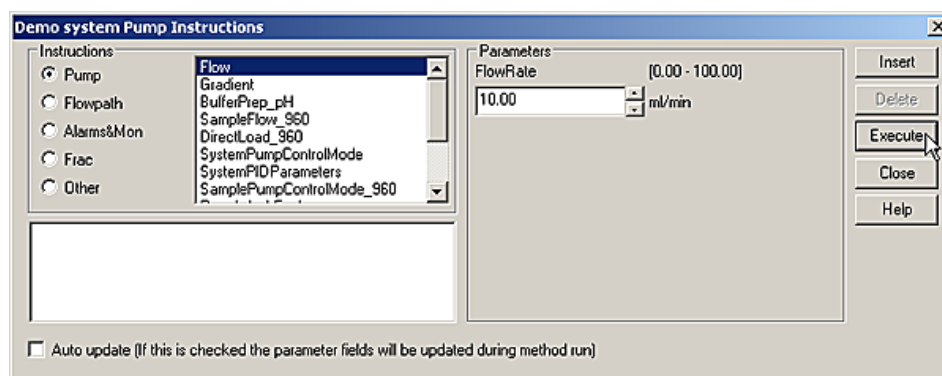 Demo system Pump Instructions
Instructions
Pump
Flowpath
Alarms&Mon
Frac
Other
Flow
Gradient
BufferPrep_pH
SampleFlow_960
DirectLoad_960
SystemPumpControlMode
SystemPIDParameters
SamplePumpControlMode_960
Parameters
FlowRate [0.00 - 100.00]
10.00 ml/min
Insert
Delete
Execute
Close
Help
Auto update (If this is checked the parameter fields will be updated during method run)